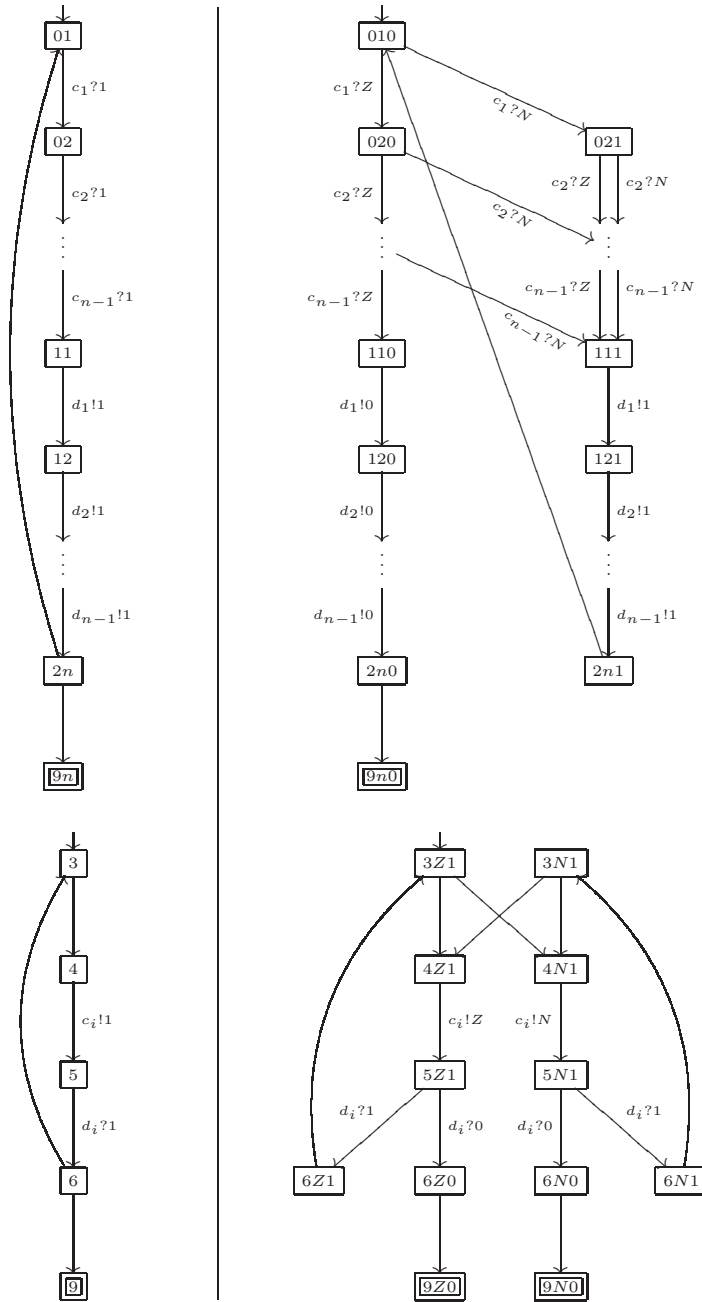 01
c₁?1
02
c₂?1
⋮
cₙ₋₁?1
11
d₁!1
12
d₂!1
⋮
dₙ₋₁!1
2n
9n
010
c₁?Z
c₁?N
020
021
c₂?Z
c₂?N
c₂?Z
c₂?N
⋮
⋮
cₙ₋₁?Z
cₙ₋₁?N
cₙ₋₁?Z
cₙ₋₁?N
110
111
d₁!0
d₁!1
120
121
d₂!0
d₂!1
⋮
⋮
dₙ₋₁!0
dₙ₋₁!1
2n0
2n1
9n0
3
4
cᵢ!1
5
dᵢ?1
6
9
3Z1
3N1
4Z1
4N1
cᵢ!Z
cᵢ!N
5Z1
5N1
dᵢ?1
dᵢ?0
dᵢ?0
dᵢ?1
6Z1
6Z0
6N0
6N1
9Z0
9N0